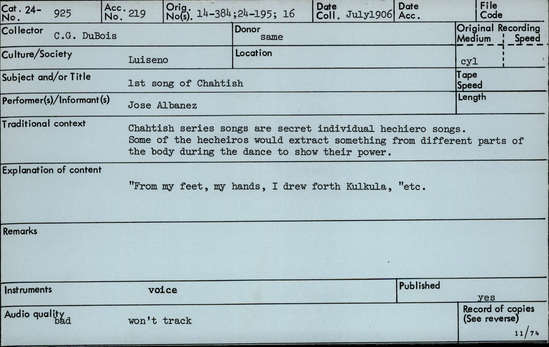 Cat. 24- No. 925 Acc. No. 219 Orig. No(s). 14-384;24-195; 16 Date Coll. July1906 Date Acc. File Code
Collector C.G. DuBois Donor same Original Recording Medium Speed
Culture/Society Luiseno Location cyl
Subject and/or Title 1st song of Chahtish Tape Speed
Performer(s)/Informant(s) Jose Albanez Length
Traditional context Chahtish series songs are secret individual hechiero songs.
Some of the hecheiros would extract something from different parts of
the body during the dance to show their power.
Explanation of content
"From my feet, my hands, I drew forth Kulkula, "etc.
Remarks
Instruments voice Published yes
Audio quality bad won't track Record of copies
(See reverse)
11/74